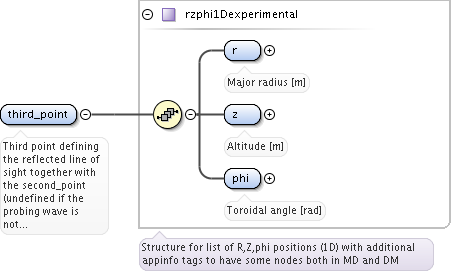 rzphi1Dexperimental
r
Major radius [m]
third_point
z
Altitude [m]
Third point defining
the reflected line of
sight together with
the second_point
(undefined if the
probing wave is
not...
phi
Toroidal angle [rad]
Structure for list of R,Z,phi positions (1D) with additional
appinfo tags to have some nodes both in MD and DM